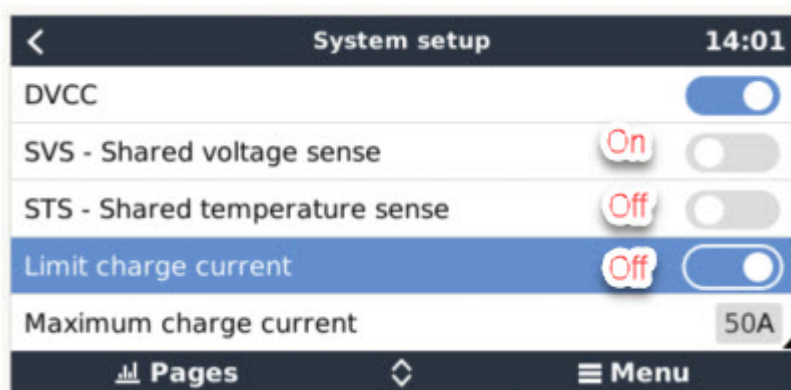 System setup 14:01
DVCC
SVS - Shared voltage sense On
STS - Shared temperature sense Off
Limit charge current Off
Maximum charge current 50A
Pages Menu